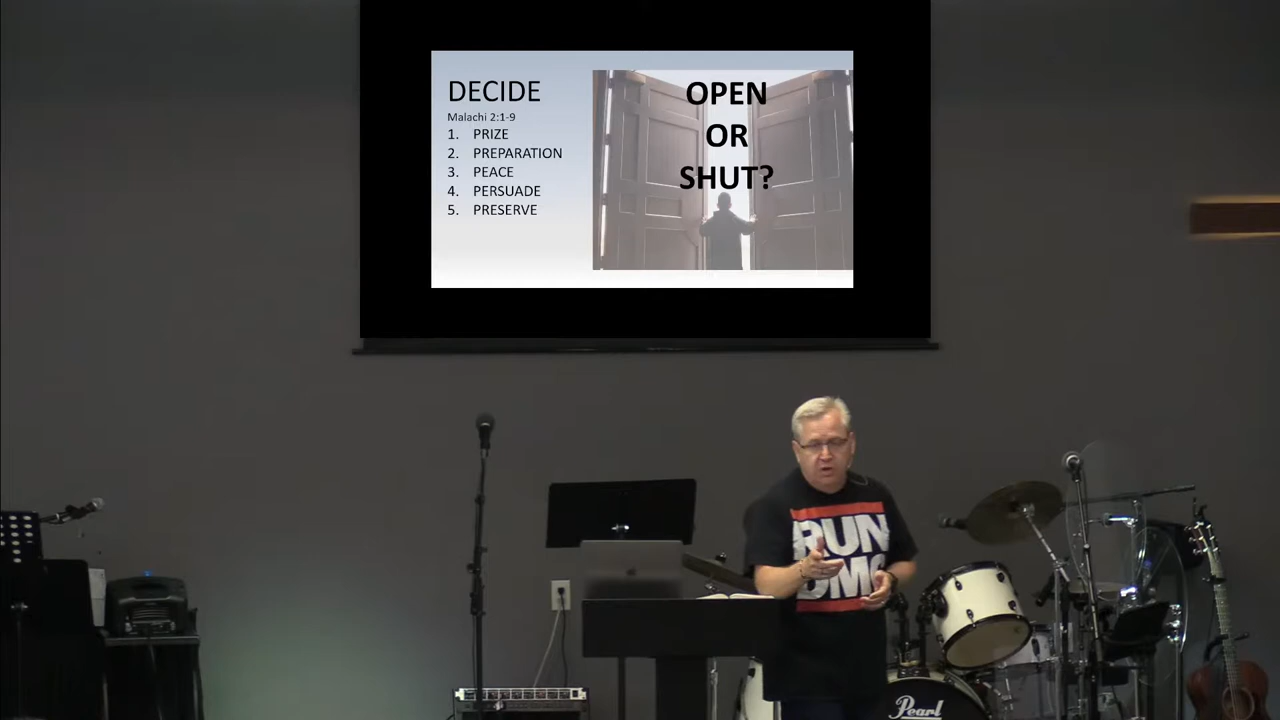 DECIDE
Malachi 2:1-9
1. PRIZE
2. PREPARATION
3. PEACE
4. PERSUADE
5. PRESERVE
OPEN
OR
SHUT?
RUN
DMC
Pearl